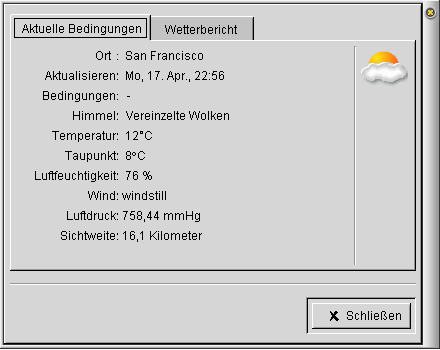 Aktuelle Bedingungen Wetterbericht
Ort : San Francisco
Aktualisieren: Mo, 17. Apr., 22:56
Bedingungen: -
Himmel: Vereinzelte Wolken
Temperatur: 12°C
Taupunkt: 8°C
Luftfeuchtigkeit: 76 %
Wind: windstill
Luftdruck: 758,44 mmHg
Sichtweite: 16,1 Kilometer
Schließen